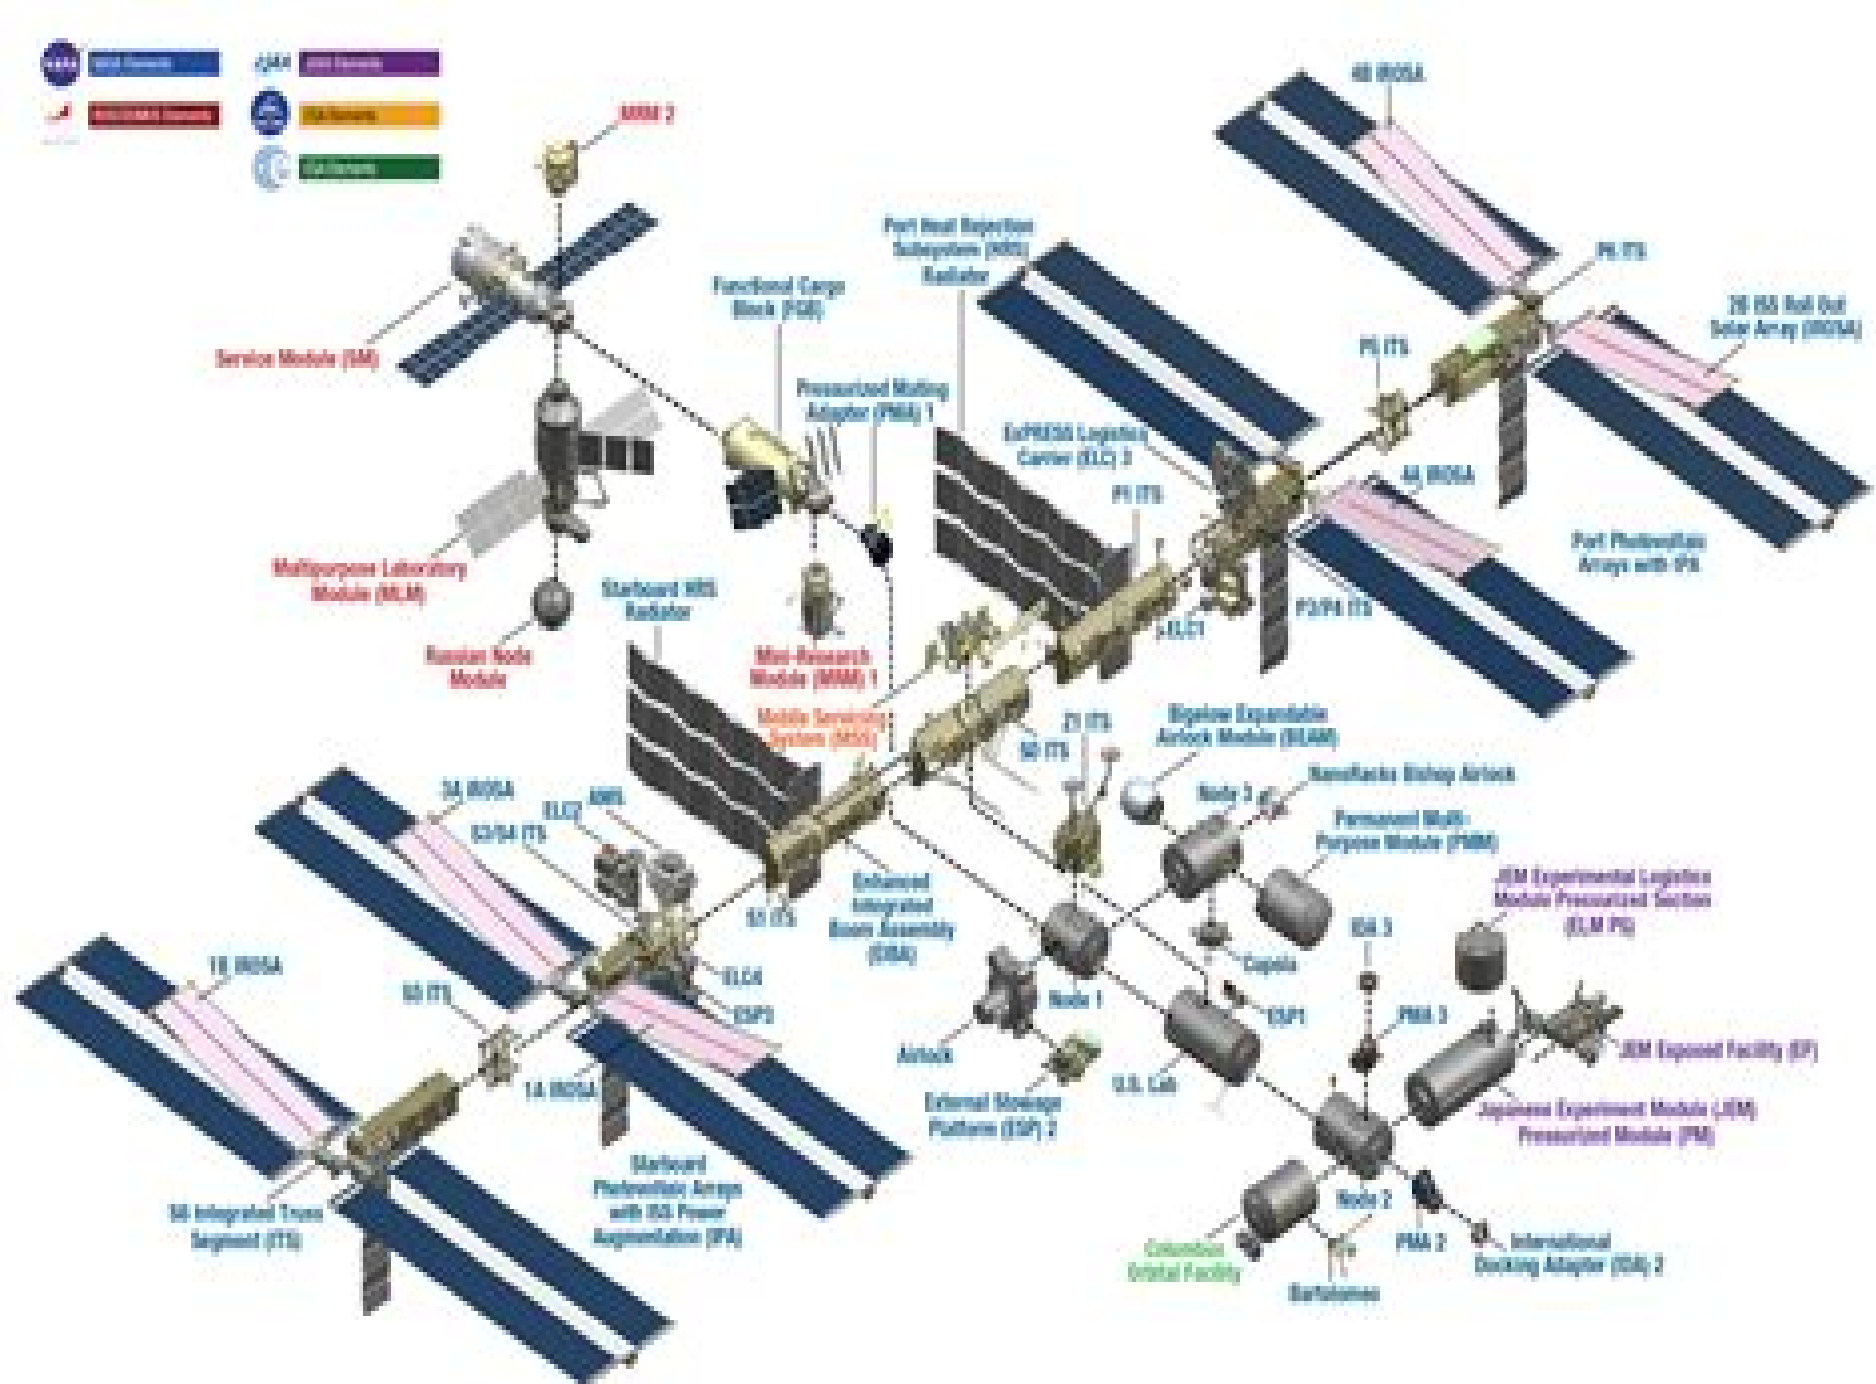 NASA
MRM 2
Service Module (SM)
Multipurpose Laboratory
Module (MLM)
Russian Node
Module
Functional Cargo
Block (FGB)
Pressurized Mating
Adapter (PMA) 1
Mini-Research
Module (MRM) 1
Port Heat Rejection
Subsystem (HRS)
Radiator
ExPRESS Logistics
Carrier (ELC) 3
P1 ITS
4B IROSA
P6 ITS
2B ISS Roll Out
Solar Array (IROSA)
P5 ITS
4A IROSA
Port Photovoltaic
Arrays with IPA
P3/P4 ITS
ELC1
Starboard HRS
Radiator
Mobile Servicing
System (MSS)
S0 ITS
Z1 ITS
Bigelow Expandable
Airlock Module (BEAM)
Node 3
NanoRacks Bishop Airlock
Permanent Multi-
Purpose Module (PMM)
JEM Experimental Logistics
Module Pressurized Section
(ELM PS)
3A IROSA
ELC2
AMS
S3/S4 ITS
S1 ITS
Enhanced
Integrated
Boom Assembly
(EIBA)
Node 1
Cupola
IDA 3
PMA 3
JEM Exposed Facility (EF)
Japanese Experiment Module (JEM)
Pressurized Module (PM)
1B IROSA
S5 ITS
ELC4
ESP3
1A IROSA
Airlock
External Stowage
Platform (ESP) 2
U.S. Lab
ESP1
S6 Integrated Truss
Segment (ITS)
Starboard
Photovoltaic Arrays
with ISS Power
Augmentation (IPA)
Node 2
Columbus
Orbital Facility
Bartolomeo
PMA 2
International
Docking Adapter (IDA) 2